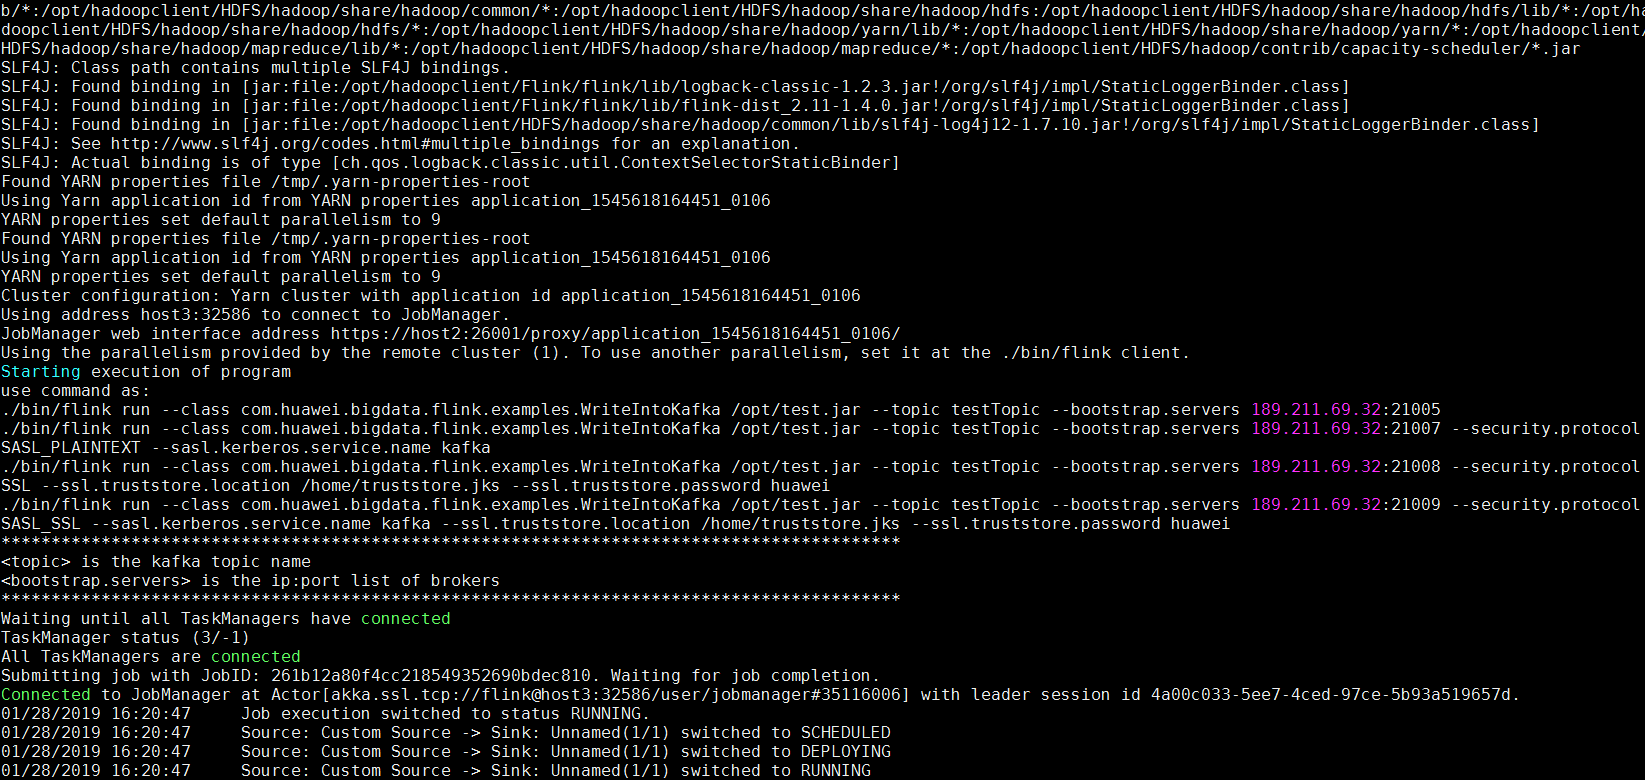 b/*:/opt/hadoopclient/HDFS/hadoop/share/hadoop/common/*:/opt/hadoopclient/HDFS/hadoop/share/hadoop/hdfs:/opt/hadoopclient/HDFS/hadoop/share/hadoop/hdfs/lib/*:/opt/ha
doopclient/HDFS/hadoop/share/hadoop/hdfs/*:/opt/hadoopclient/HDFS/hadoop/share/hadoop/yarn/lib/*:/opt/hadoopclient/HDFS/hadoop/share/hadoop/yarn/*:/opt/hadoopclient/
HDFS/hadoop/share/hadoop/mapreduce/lib/*:/opt/hadoopclient/HDFS/hadoop/share/hadoop/mapreduce/*:/opt/hadoopclient/HDFS/hadoop/contrib/capacity-scheduler/*.jar
SLF4J: Class path contains multiple SLF4J bindings.
SLF4J: Found binding in [jar:file:/opt/hadoopclient/Flink/flink/lib/logback-classic-1.2.3.jar!/org/slf4j/impl/StaticLoggerBinder.class]
SLF4J: Found binding in [jar:file:/opt/hadoopclient/Flink/flink/lib/flink-dist_2.11-1.4.0.jar!/org/slf4j/impl/StaticLoggerBinder.class]
SLF4J: Found binding in [jar:file:/opt/hadoopclient/HDFS/hadoop/share/hadoop/common/lib/slf4j-log4j12-1.7.10.jar!/org/slf4j/impl/StaticLoggerBinder.class]
SLF4J: See http://www.slf4j.org/codes.html#multiple_bindings for an explanation.
SLF4J: Actual binding is of type [ch.qos.logback.classic.util.ContextSelectorStaticBinder]
Found YARN properties file /tmp/.yarn-properties-root
Using Yarn application id from YARN properties application_1545618164451_0106
YARN properties set default parallelism to 9
Found YARN properties file /tmp/.yarn-properties-root
Using Yarn application id from YARN properties application_1545618164451_0106
YARN properties set default parallelism to 9
Cluster configuration: Yarn cluster with application id application_1545618164451_0106
Using address host3:32586 to connect to JobManager.
JobManager web interface address https://host2:26001/proxy/application_1545618164451_0106/
Using the parallelism provided by the remote cluster (1). To use another parallelism, set it at the ./bin/flink client.
Starting execution of program
use command as:
./bin/flink run --class com.huawei.bigdata.flink.examples.WriteIntoKafka /opt/test.jar --topic testTopic --bootstrap.servers 189.211.69.32:21005
./bin/flink run --class com.huawei.bigdata.flink.examples.WriteIntoKafka /opt/test.jar --topic testTopic --bootstrap.servers 189.211.69.32:21007 --security.protocol
SASL_PLAINTEXT --sasl.kerberos.service.name kafka
./bin/flink run --class com.huawei.bigdata.flink.examples.WriteIntoKafka /opt/test.jar --topic testTopic --bootstrap.servers 189.211.69.32:21008 --security.protocol
SSL --ssl.truststore.location /home/truststore.jks --ssl.truststore.password huawei
./bin/flink run --class com.huawei.bigdata.flink.examples.WriteIntoKafka /opt/test.jar --topic testTopic --bootstrap.servers 189.211.69.32:21009 --security.protocol
SASL_SSL --sasl.kerberos.service.name kafka --ssl.truststore.location /home/truststore.jks --ssl.truststore.password huawei
******************************************************************************************
<topic> is the kafka topic name
<bootstrap.servers> is the ip:port list of brokers
******************************************************************************************
Waiting until all TaskManagers have connected
TaskManager status (3/-1)
All TaskManagers are connected
Submitting job with JobID: 261b12a80f4cc218549352690bdec810. Waiting for job completion.
Connected to JobManager at Actor[akka.ssl.tcp://flink@host3:32586/user/jobmanager#35116006] with leader session id 4a00c033-5ee7-4ced-97ce-5b93a519657d.
01/28/2019 16:20:47     Job execution switched to status RUNNING.
01/28/2019 16:20:47     Source: Custom Source -> Sink: Unnamed(1/1) switched to SCHEDULED
01/28/2019 16:20:47     Source: Custom Source -> Sink: Unnamed(1/1) switched to DEPLOYING
01/28/2019 16:20:47     Source: Custom Source -> Sink: Unnamed(1/1) switched to RUNNING